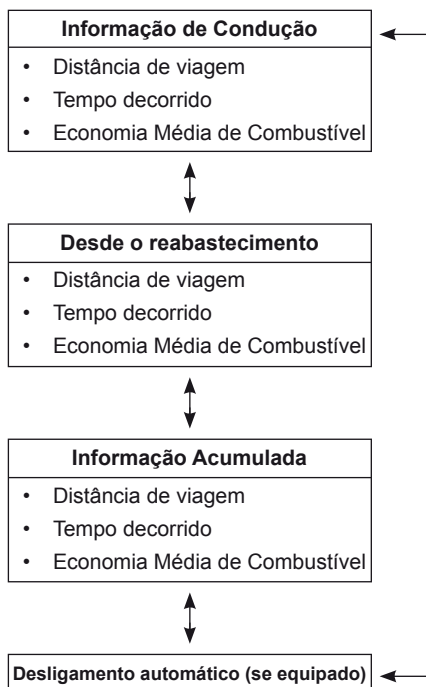 Informação de Condução
• Distância de viagem
• Tempo decorrido
• Economia Média de Combustível
Desde o reabastecimento
• Distância de viagem
• Tempo decorrido
• Economia Média de Combustível
Informação Acumulada
• Distância de viagem
• Tempo decorrido
• Economia Média de Combustível
Desligamento automático (se equipado)